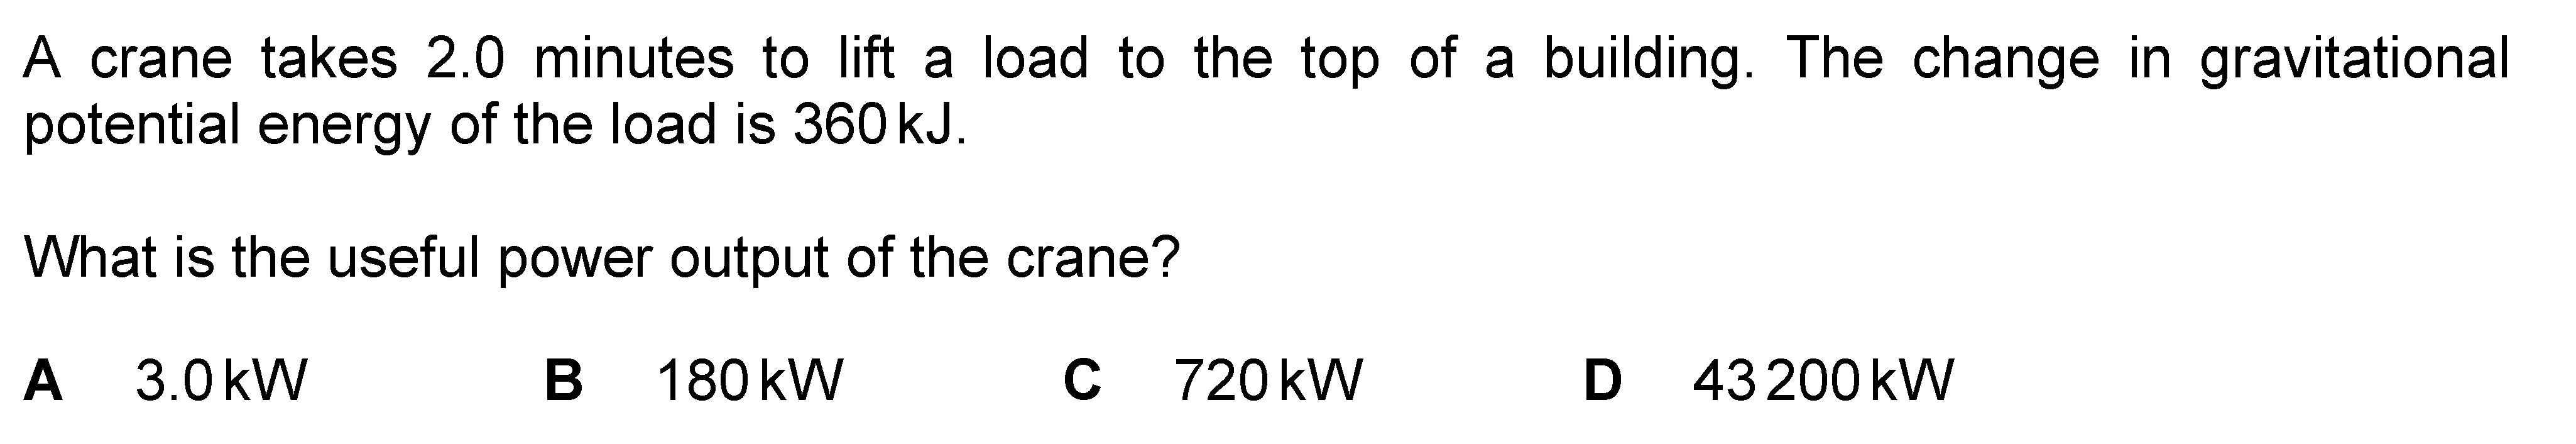 A crane takes 2.0 minutes to lift a load to the top of a building. The change in gravitational
potential energy of the load is 360 kJ.
What is the useful power output of the crane?
A 3.0 kW B 180 kW C 720 kW D 43 200 kW